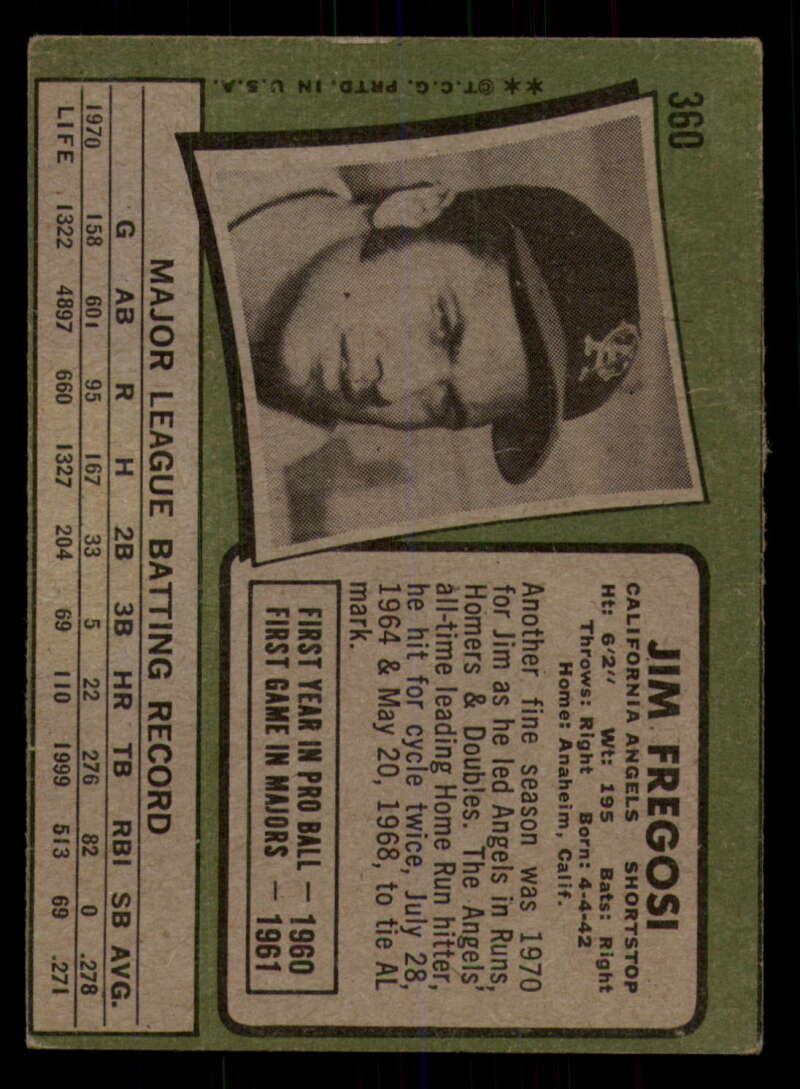 360
** ©T.C.G. PRTD. IN U.S.A.
JIM FREGOSI
CALIFORNIA ANGELS SHORTSTOP
Ht: 6'2" Wt: 195 Bats: Right
Throws: Right Born: 4-4-42
Home: Anaheim, Calif.
Another fine season was 1970
for Jim as he led Angels in Runs,
Homers & Doubles. The Angels'
all-time leading Home Run hitter,
he hit for cycle twice, July 28,
1964 & May 20, 1968, to tie AL
mark.
FIRST YEAR IN PRO BALL — 1960
FIRST GAME IN MAJORS — 1961
MAJOR LEAGUE BATTING RECORD
G AB R H 2B 3B HR TB RBI SB AVG.
1970 158 601 95 167 33 5 22 276 82 0 .278
LIFE 1322 4897 660 1327 204 69 110 1999 513 69 .271